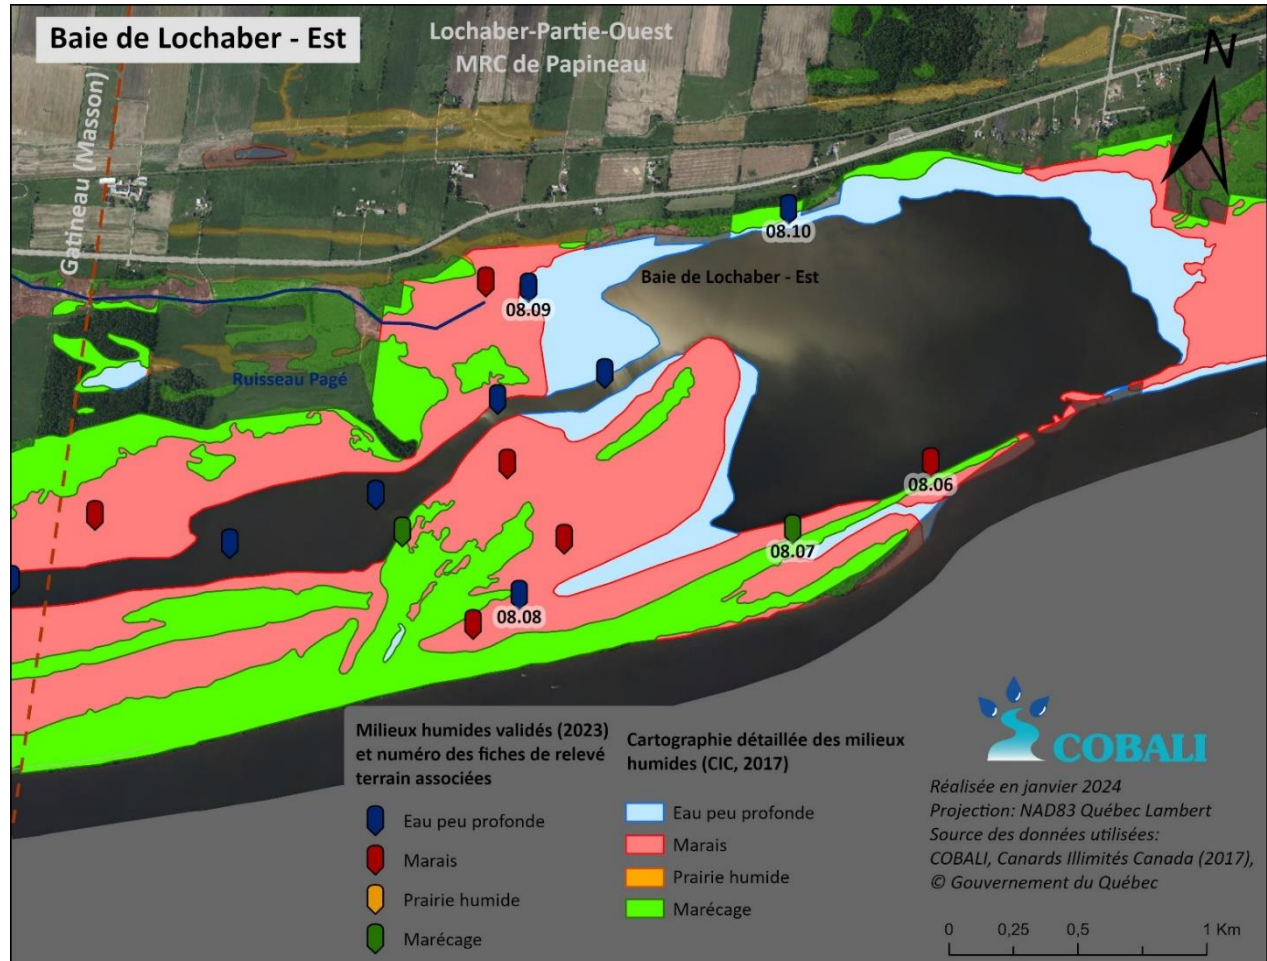 Baie de Lochaber - Est
Lochaber-Partie-Ouest
MRC de Papineau
N
Gatineau (Masson)
08.10
Baie de Lochaber - Est
08.09
Ruisseau Pagé
08.06
08.07
08.08
Milieux humides validés (2023)
et numéro des fiches de relevé
terrain associées
Eau peu profonde
Marais
Prairie humide
Marécage
Cartographie détaillée des milieux
humides (CIC, 2017)
Eau peu profonde
Marais
Prairie humide
Marécage
COBALI
Réalisée en janvier 2024
Projection: NAD83 Québec Lambert
Source des données utilisées:
COBALI, Canards Illimités Canada (2017),
© Gouvernement du Québec
0 0,25 0,5 1 Km